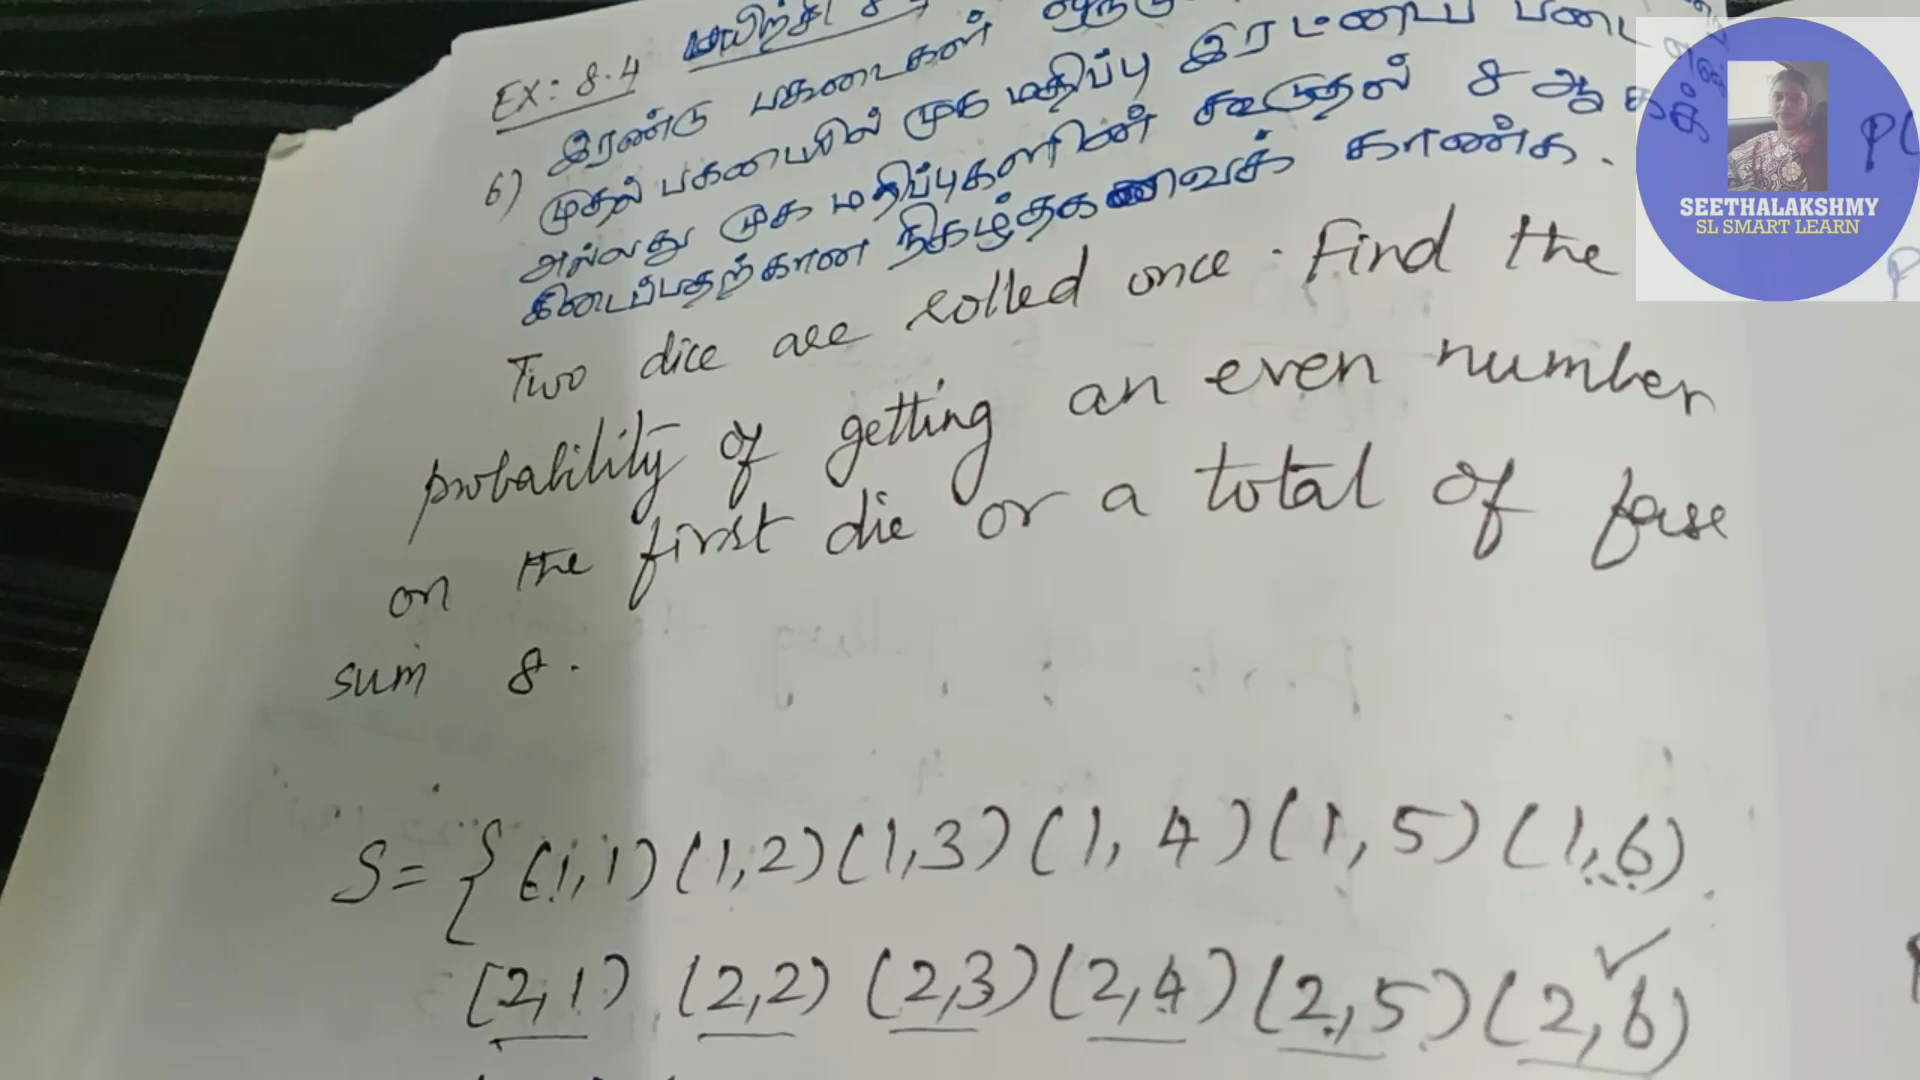 EX: 8.4 பயிற்சி 8
6) இரண்டு பகடைகள்
முதல் பகடையில் முக மதிப்பு இரட்டைப் படை
அல்லது முக மதிப்புகளின் கூடுதல் 8 ஆகக்
கிடைப்பதற்கான நிகழ்தகவைக் காண்க.
Two dice are rolled once. Find the
probability of getting an even number
on the first die or a total of
sum 8.
S= { (1,1) (1,2) (1,3) (1,4) (1,5) (1,6)
(2,1) (2,2) (2,3) (2,4) (2,5) (2,6)
SEETHALAKSHMY
SL SMART LEARN